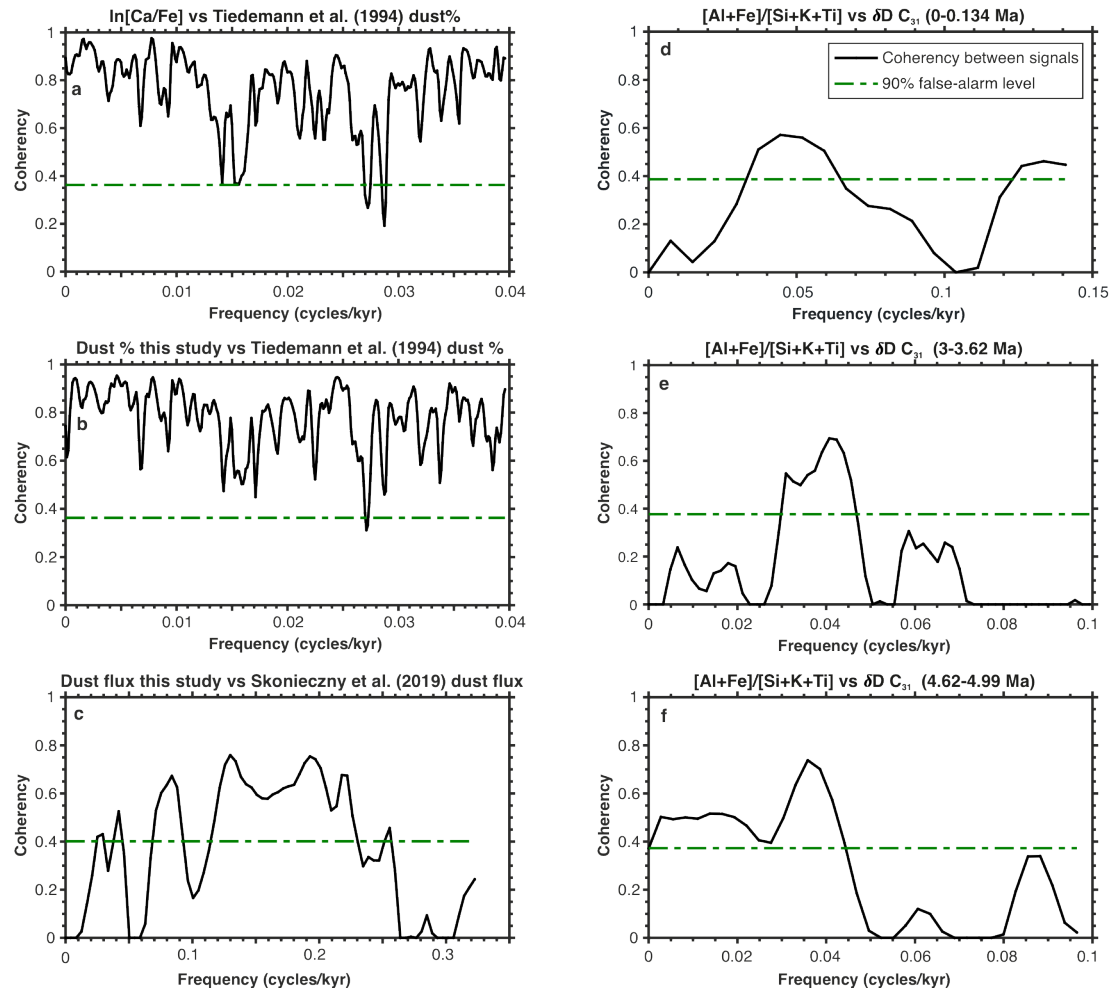 ln[Ca/Fe] vs Tiedemann et al. (1994) dust%
a
Coherency
1
0.8
0.6
0.4
0.2
0
0 0.01 0.02 0.03 0.04
Frequency (cycles/kyr)
[Al+Fe]/[Si+K+Ti] vs δD C₃₁ (0-0.134 Ma)
d
Coherency between signals
90% false-alarm level
Coherency
1
0.8
0.6
0.4
0.2
0
0 0.05 0.1 0.15
Frequency (cycles/kyr)
Dust % this study vs Tiedemann et al. (1994) dust %
b
Coherency
1
0.8
0.6
0.4
0.2
0
0 0.01 0.02 0.03 0.04
Frequency (cycles/kyr)
[Al+Fe]/[Si+K+Ti] vs δD C₃₁ (3-3.62 Ma)
e
Coherency
1
0.8
0.6
0.4
0.2
0
0 0.02 0.04 0.06 0.08 0.1
Frequency (cycles/kyr)
Dust flux this study vs Skonieczny et al. (2019) dust flux
c
Coherency
1
0.8
0.6
0.4
0.2
0
0 0.1 0.2 0.3
Frequency (cycles/kyr)
[Al+Fe]/[Si+K+Ti] vs δD C₃₁ (4.62-4.99 Ma)
f
Coherency
1
0.8
0.6
0.4
0.2
0
0 0.02 0.04 0.06 0.08 0.1
Frequency (cycles/kyr)